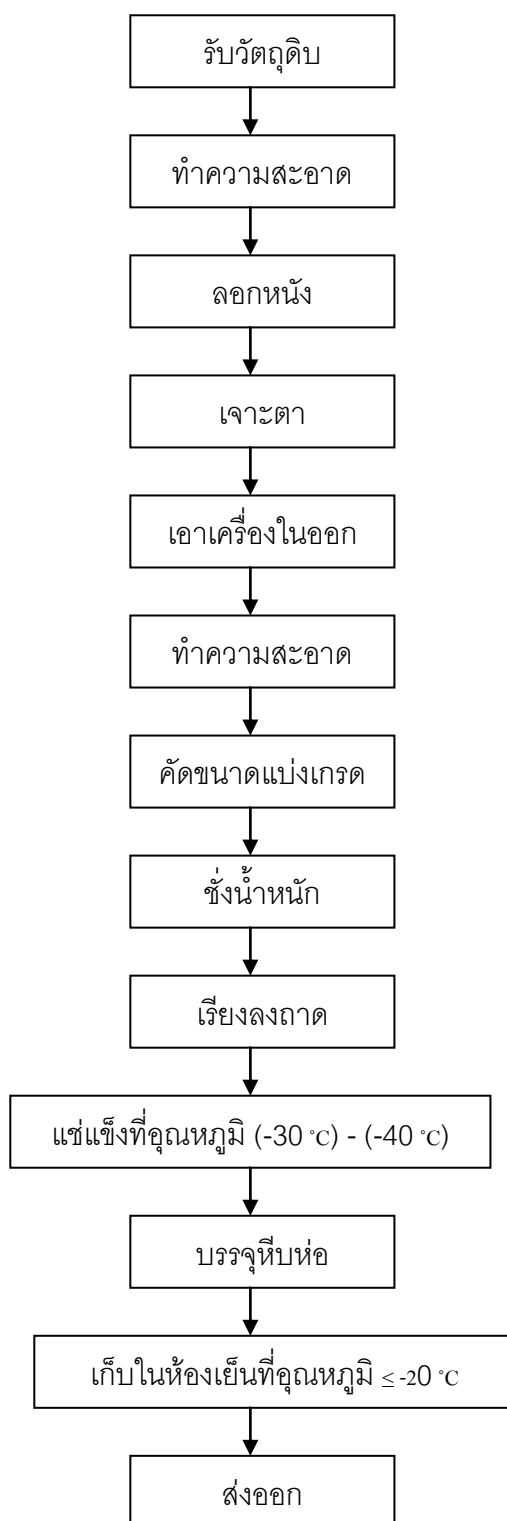 รับวัตถุดิบ
ทำความสะอาด
ลอกหนัง
เจาะตา
เอาเครื่องในออก
ทำความสะอาด
คัดขนาดแบ่งเกรด
ชั่งน้ำหนัก
เรียงลงถาด
แช่แข็งที่อุณหภูมิ (-30 °C) - (-40 °C)
บรรจุหีบห่อ
เก็บในห้องเย็นที่อุณหภูมิ ≤ -20 °C
ส่งออก